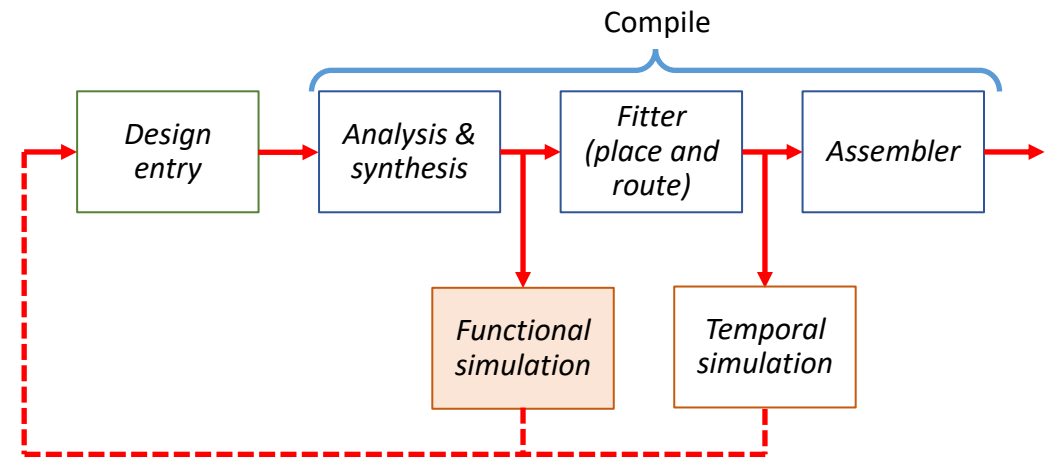 Compile
Design
entry
Analysis &
synthesis
Fitter
(place and
route)
Assembler
Functional
simulation
Temporal
simulation